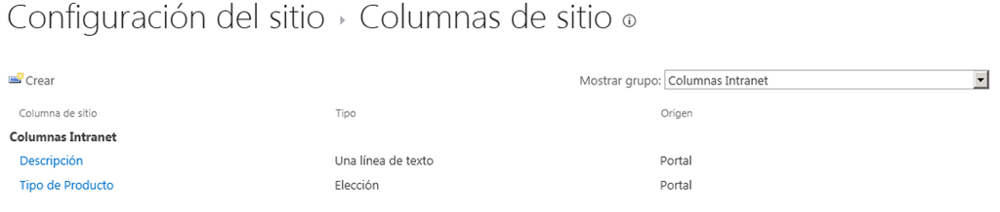 Configuración del sitio ▸ Columnas de sitio
Crear Mostrar grupo: Columnas Intranet
Columna de sitio Tipo Origen
Columnas Intranet
Descripción Una línea de texto Portal
Tipo de Producto Elección Portal